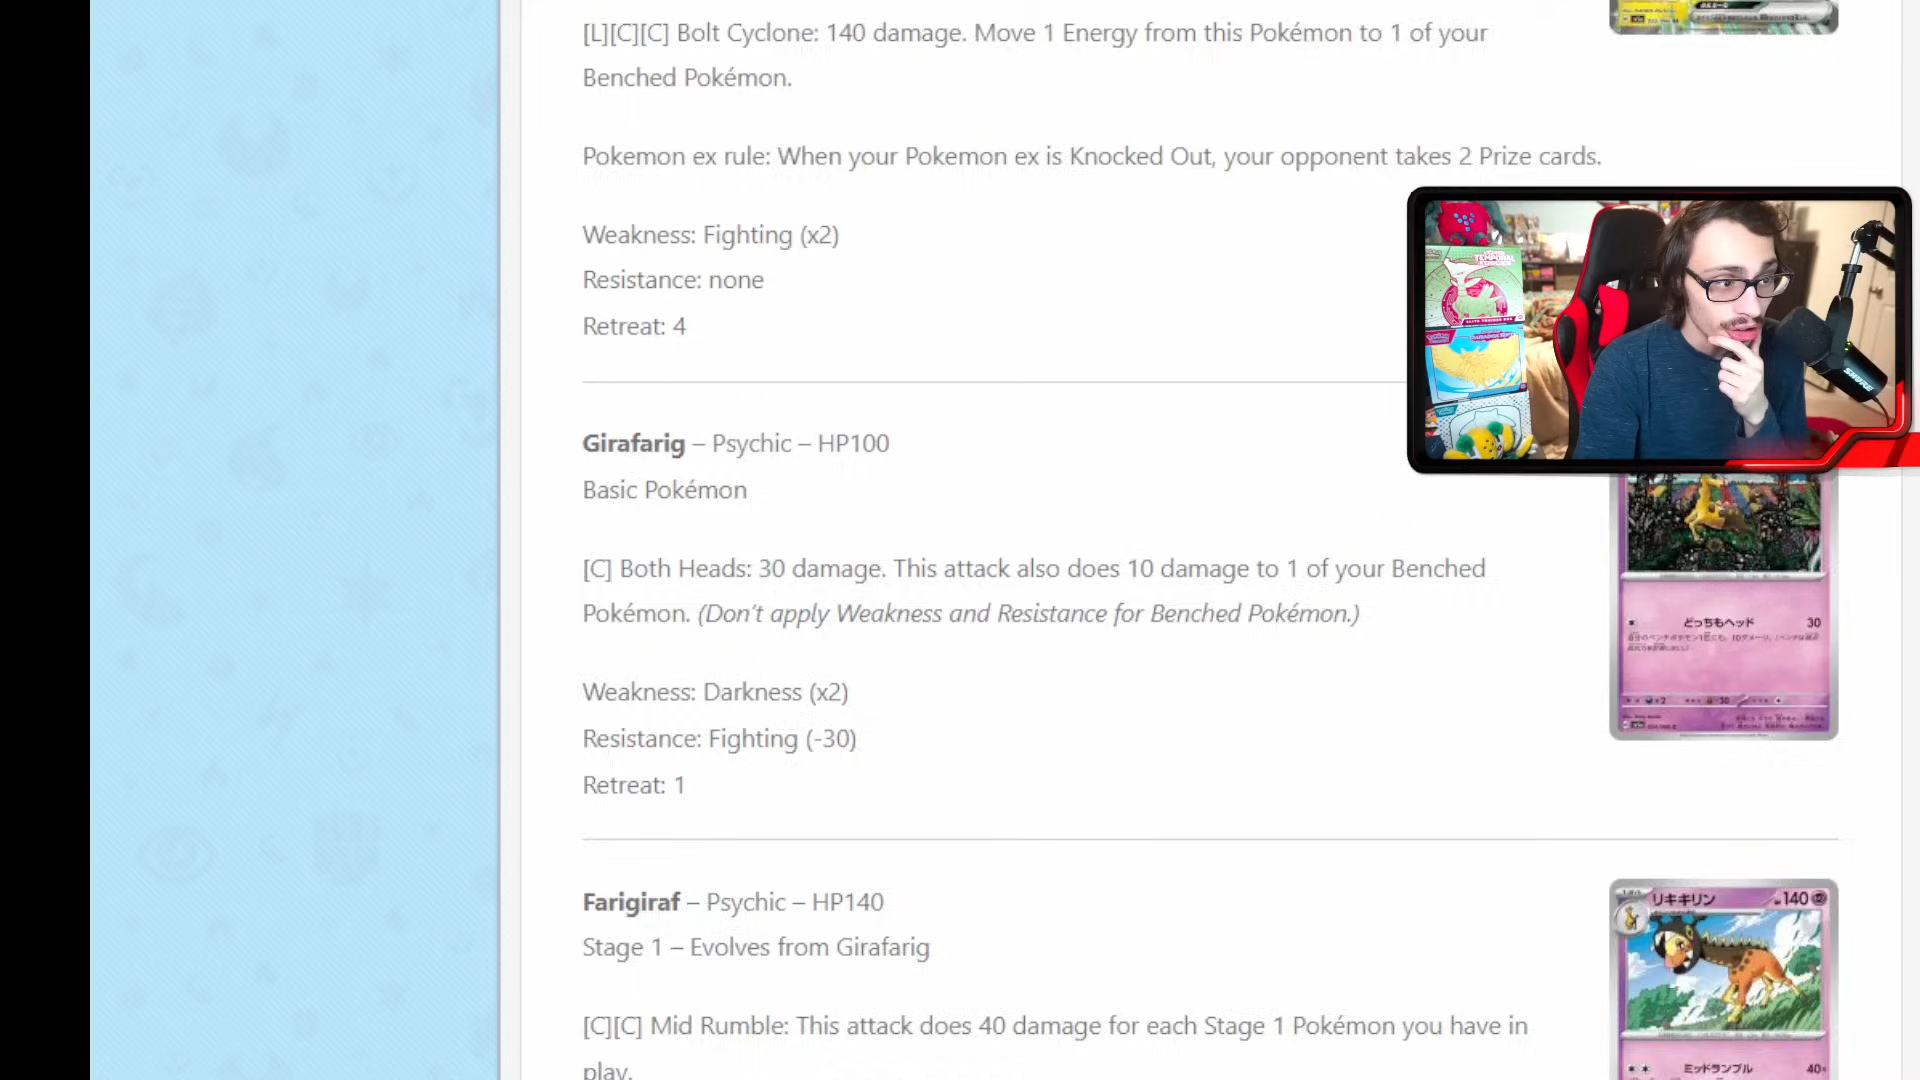 [L][C][C] Bolt Cyclone: 140 damage. Move 1 Energy from this Pokémon to 1 of your
Benched Pokémon.
Pokemon ex rule: When your Pokemon ex is Knocked Out, your opponent takes 2 Prize cards.
Weakness: Fighting (x2)
Resistance: none
Retreat: 4
TEMPORAL
SHURE
Girafarig – Psychic – HP100
Basic Pokémon
[C] Both Heads: 30 damage. This attack also does 10 damage to 1 of your Benched
Pokémon. (Don't apply Weakness and Resistance for Benched Pokémon.)
どっちもヘッド 30
Weakness: Darkness (x2)
Resistance: Fighting (-30)
Retreat: 1
Farigiraf – Psychic – HP140
Stage 1 – Evolves from Girafarig
リキキリン 140
[C][C] Mid Rumble: This attack does 40 damage for each Stage 1 Pokémon you have in
play.
ミッドランブル 40×